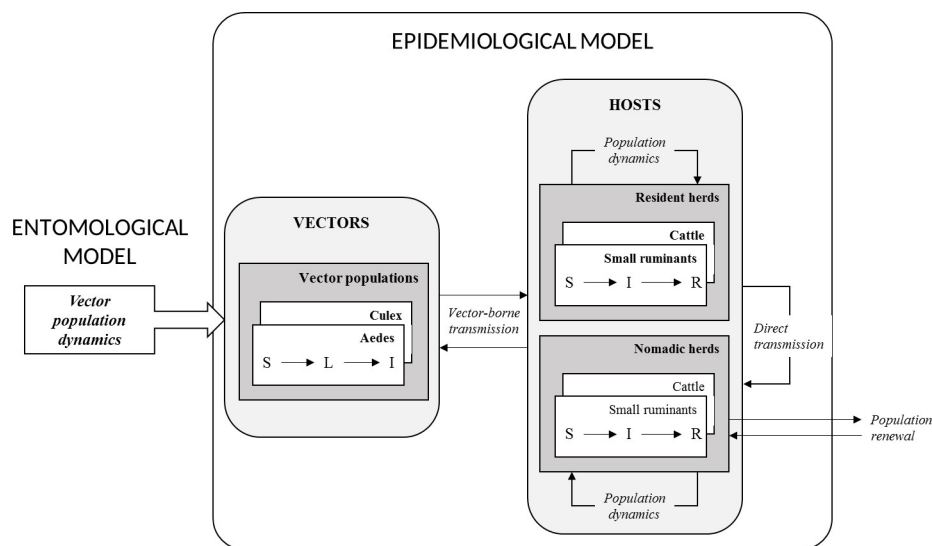 EPIDEMIOLOGICAL MODEL
HOSTS
Population
dynamics
Resident herds
Cattle
Small ruminants
S I R
VECTORS
ENTOMOLOGICAL
MODEL
Vector
population
dynamics
Vector populations
Culex
Aedes
S L I
Vector-borne
transmission
Direct
transmission
Nomadic herds
Cattle
Small ruminants
S I R
Population
renewal
Population
dynamics